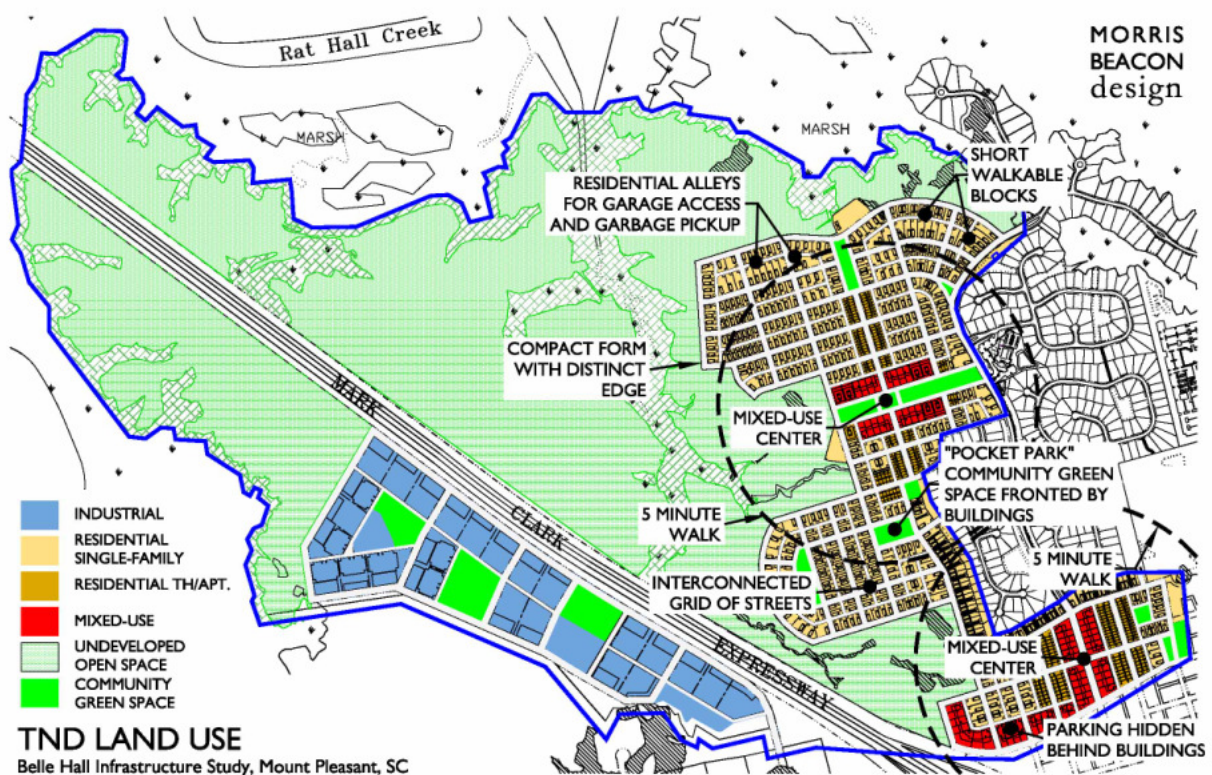 Rat Hall Creek
MORRIS
BEACON
design
MARSH
MARSH
SHORT
WALKABLE
BLOCKS
RESIDENTIAL ALLEYS
FOR GARAGE ACCESS
AND GARBAGE PICKUP
COMPACT FORM
WITH DISTINCT
EDGE
MIXED-USE
CENTER
"POCKET PARK"
COMMUNITY GREEN
SPACE FRONTED BY
BUILDINGS
5 MINUTE
WALK
5 MINUTE
WALK
INTERCONNECTED
GRID OF STREETS
MIXED-USE
CENTER
PARKING HIDDEN
BEHIND BUILDINGS
MARK CLARK EXPRESSWAY
INDUSTRIAL
RESIDENTIAL
SINGLE-FAMILY
RESIDENTIAL TH/APT.
MIXED-USE
UNDEVELOPED
OPEN SPACE
COMMUNITY
GREEN SPACE
TND LAND USE
Belle Hall Infrastructure Study, Mount Pleasant, SC